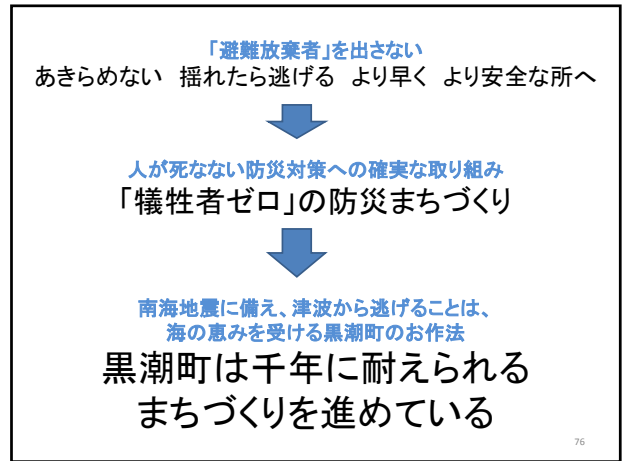 「避難放棄者」を出さない
あきらめない 揺れたら逃げる より早く より安全な所へ
人が死なない防災対策への確実な取り組み
「犠牲者ゼロ」の防災まちづくり
南海地震に備え、津波から逃げることは、
海の恵みを受ける黒潮町のお作法
黒潮町は千年に耐えられる
まちづくりを進めている
76